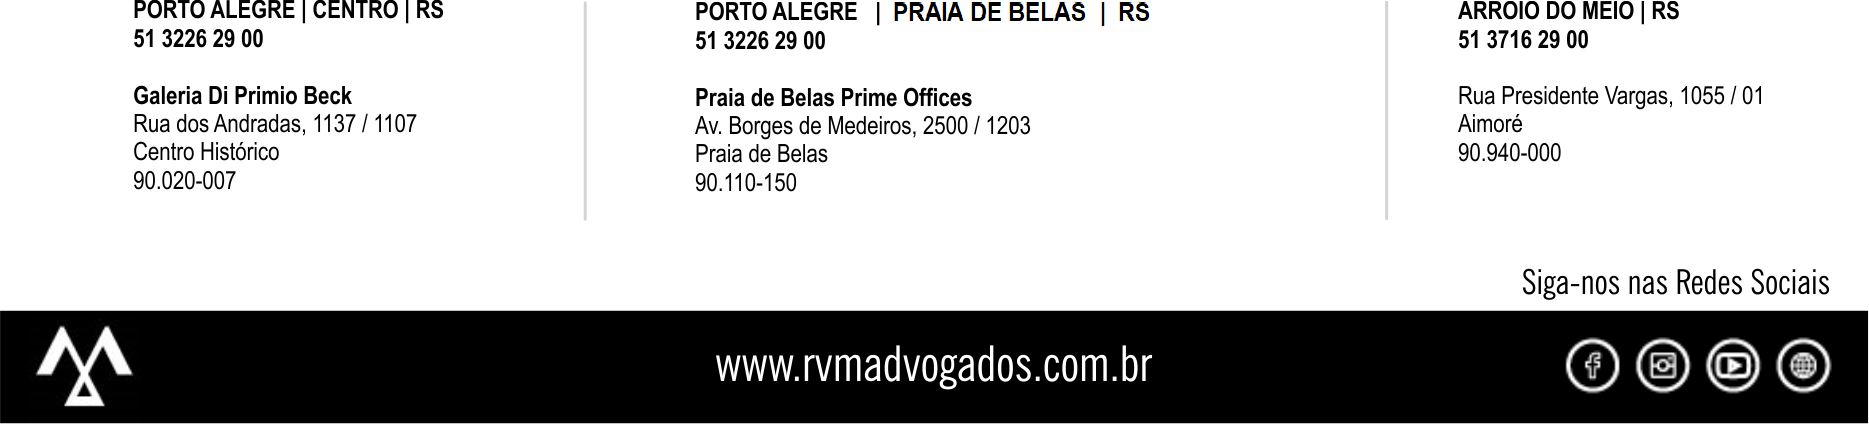 PORTO ALEGRE | CENTRO | RS
51 3226 29 00
Galeria Di Primio Beck
Rua dos Andradas, 1137 / 1107
Centro Histórico
90.020-007
PORTO ALEGRE | PRAIA DE BELAS | RS
51 3226 29 00
Praia de Belas Prime Offices
Av. Borges de Medeiros, 2500 / 1203
Praia de Belas
90.110-150
ARROIO DO MEIO | RS
51 3716 29 00
Rua Presidente Vargas, 1055 / 01
Aimoré
90.940-000
Siga-nos nas Redes Sociais
www.rvmadvogados.com.br